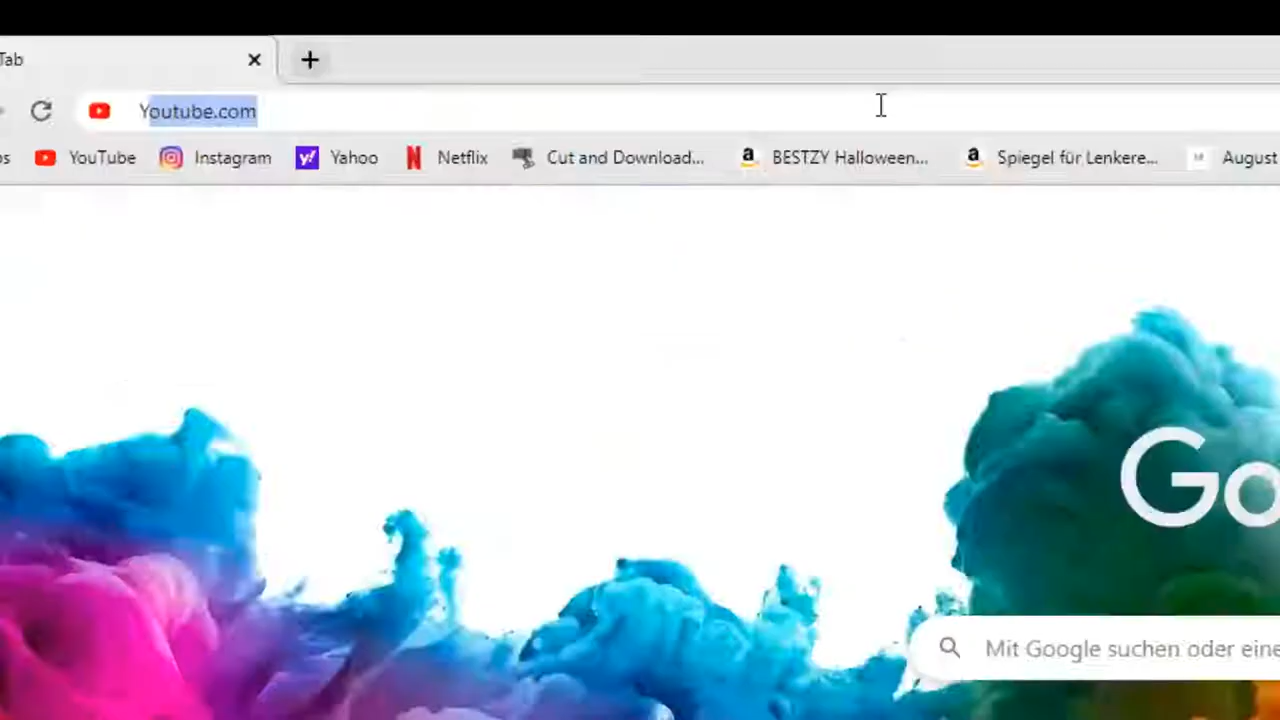 Tab
Youtube.com
YouTube Instagram y! Yahoo N Netflix Cut and Download... a BESTZY Halloween... a Spiegel für Lenkere... August
Go
Mit Google suchen oder eine